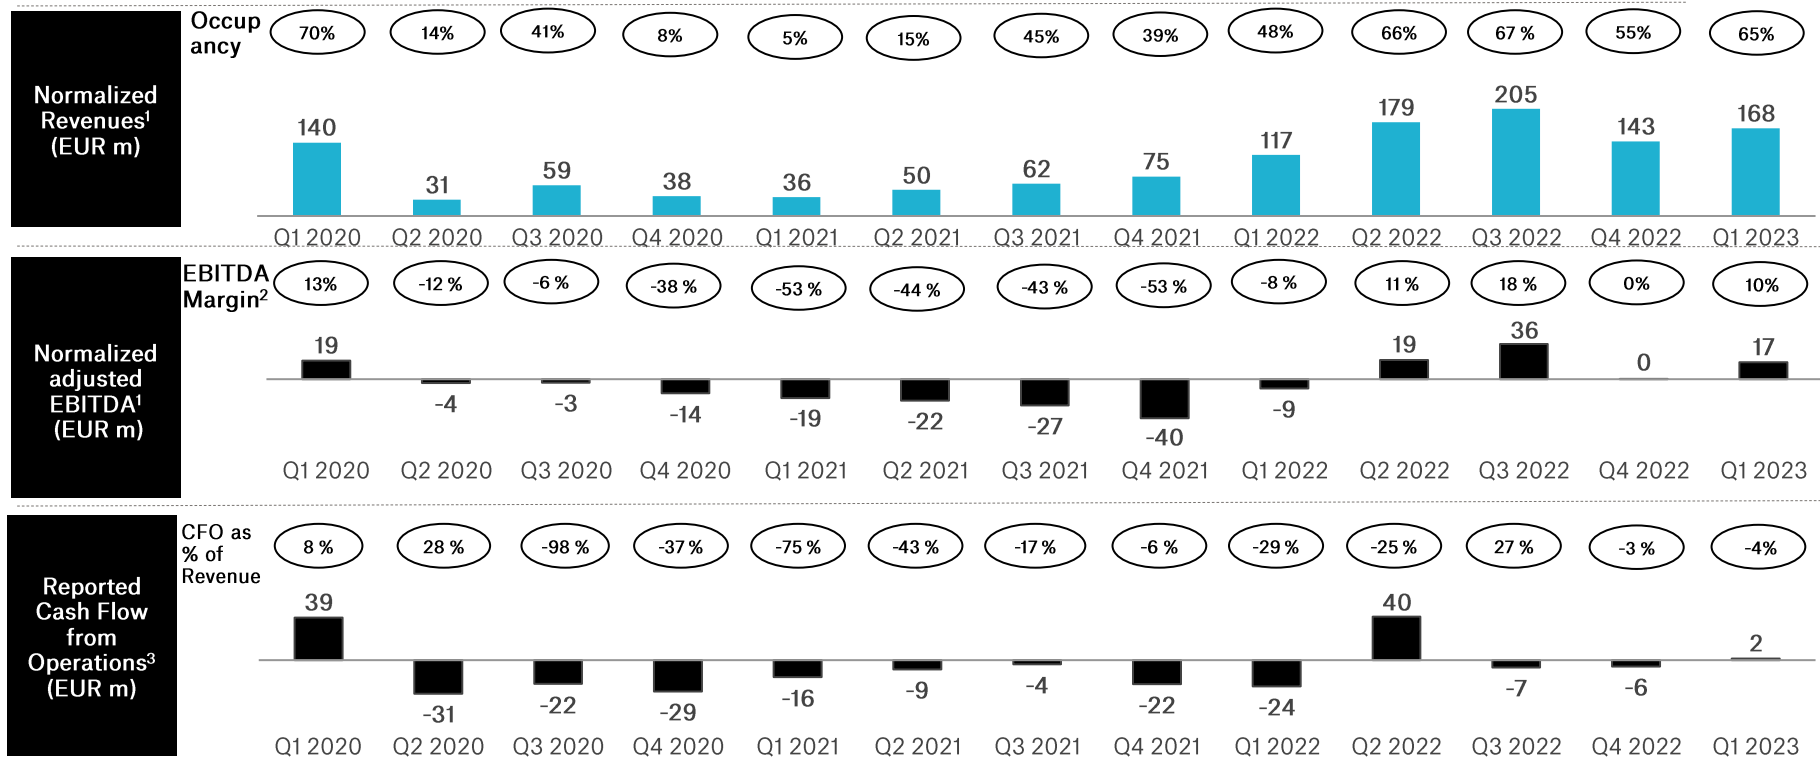 Occup
ancy
70% 14% 41% 8% 5% 15% 45% 39% 48% 66% 67 % 55% 65%
Normalized
Revenues¹
(EUR m)
140 31 59 38 36 50 62 75 117 179 205 143 168
Q1 2020 Q2 2020 Q3 2020 Q4 2020 Q1 2021 Q2 2021 Q3 2021 Q4 2021 Q1 2022 Q2 2022 Q3 2022 Q4 2022 Q1 2023
EBITDA
Margin²
13% -12 % -6 % -38 % -53 % -44 % -43 % -53 % -8 % 11 % 18 % 0% 10%
Normalized
adjusted
EBITDA¹
(EUR m)
19 -4 -3 -14 -19 -22 -27 -40 -9 19 36 0 17
Q1 2020 Q2 2020 Q3 2020 Q4 2020 Q1 2021 Q2 2021 Q3 2021 Q4 2021 Q1 2022 Q2 2022 Q3 2022 Q4 2022 Q1 2023
CFO as
% of
Revenue
8 % 28 % -98 % -37 % -75 % -43 % -17 % -6 % -29 % -25 % 27 % -3 % -4%
Reported
Cash Flow
from
Operations³
(EUR m)
39 -31 -22 -29 -16 -9 -4 -22 -24 40 -7 -6 2
Q1 2020 Q2 2020 Q3 2020 Q4 2020 Q1 2021 Q2 2021 Q3 2021 Q4 2021 Q1 2022 Q2 2022 Q3 2022 Q4 2022 Q1 2023